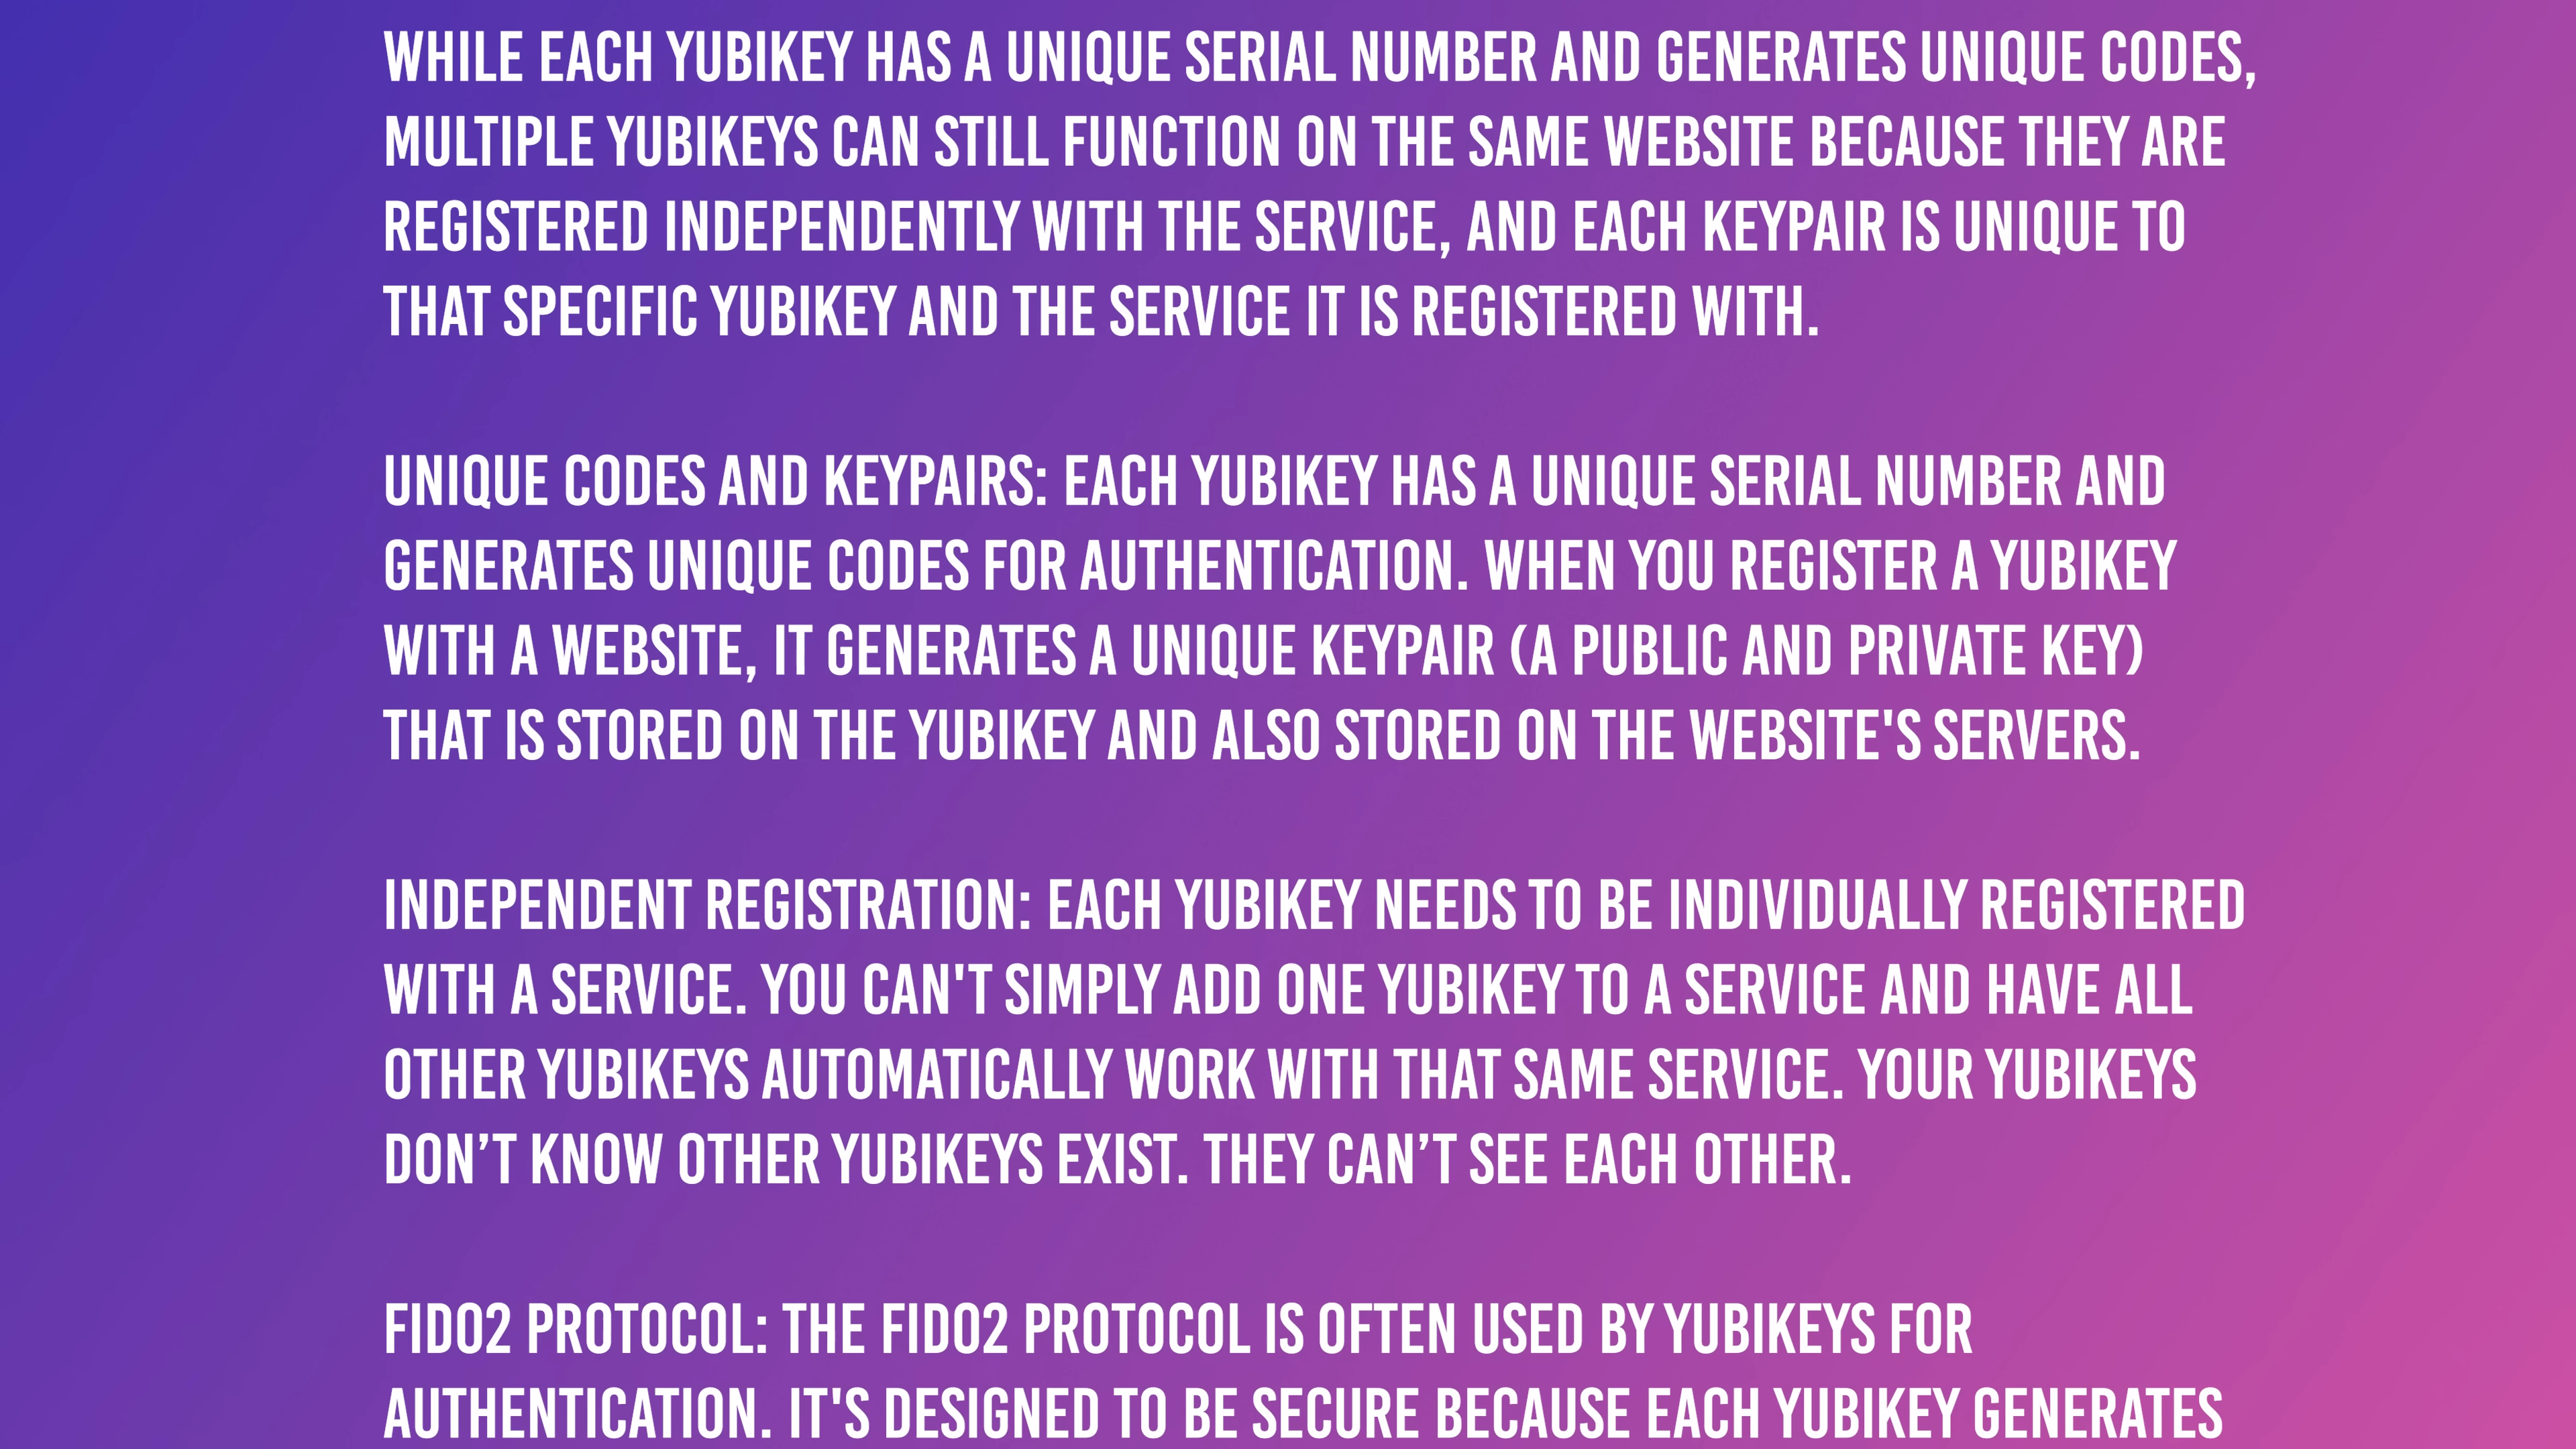 WHILE EACH YUBIKEY HAS A UNIQUE SERIAL NUMBER AND GENERATES UNIQUE CODES,
MULTIPLE YUBIKEYS CAN STILL FUNCTION ON THE SAME WEBSITE BECAUSE THEY ARE
REGISTERED INDEPENDENTLY WITH THE SERVICE, AND EACH KEYPAIR IS UNIQUE TO
THAT SPECIFIC YUBIKEY AND THE SERVICE IT IS REGISTERED WITH.
UNIQUE CODES AND KEYPAIRS: EACH YUBIKEY HAS A UNIQUE SERIAL NUMBER AND
GENERATES UNIQUE CODES FOR AUTHENTICATION. WHEN YOU REGISTER A YUBIKEY
WITH A WEBSITE, IT GENERATES A UNIQUE KEYPAIR (A PUBLIC AND PRIVATE KEY)
THAT IS STORED ON THE YUBIKEY AND ALSO STORED ON THE WEBSITE'S SERVERS.
INDEPENDENT REGISTRATION: EACH YUBIKEY NEEDS TO BE INDIVIDUALLY REGISTERED
WITH A SERVICE. YOU CAN'T SIMPLY ADD ONE YUBIKEY TO A SERVICE AND HAVE ALL
OTHER YUBIKEYS AUTOMATICALLY WORK WITH THAT SAME SERVICE. YOUR YUBIKEYS
DON’T KNOW OTHER YUBIKEYS EXIST. THEY CAN’T SEE EACH OTHER.
FIDO2 PROTOCOL: THE FIDO2 PROTOCOL IS OFTEN USED BY YUBIKEYS FOR
AUTHENTICATION. IT'S DESIGNED TO BE SECURE BECAUSE EACH YUBIKEY GENERATES